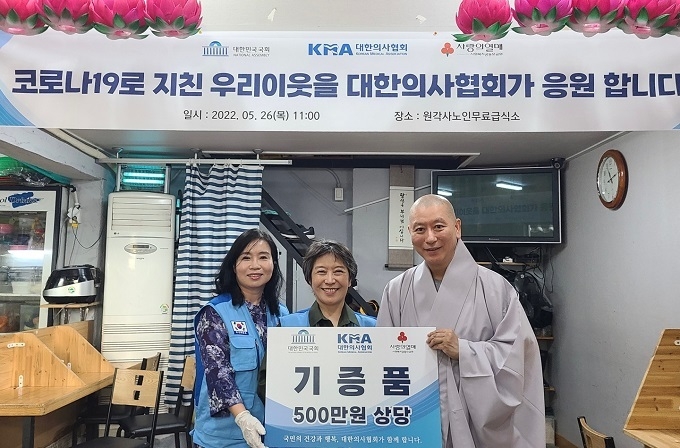 대한민국국회
NATIONAL ASSEMBLY
KMA 대한의사협회
KOREAN MEDICAL ASSOCIATION
사랑의열매
코로나19로 지친 우리이웃을 대한의사협회가 응원 합니다
일시 : 2022. 05. 26(목) 11:00
장소 : 원각사노인무료급식소
대한민국국회
KMA
대한의사협회
사랑의열매
기증품
500만원 상당
국민의 건강과 행복, 대한의사협회가 함께 합니다.